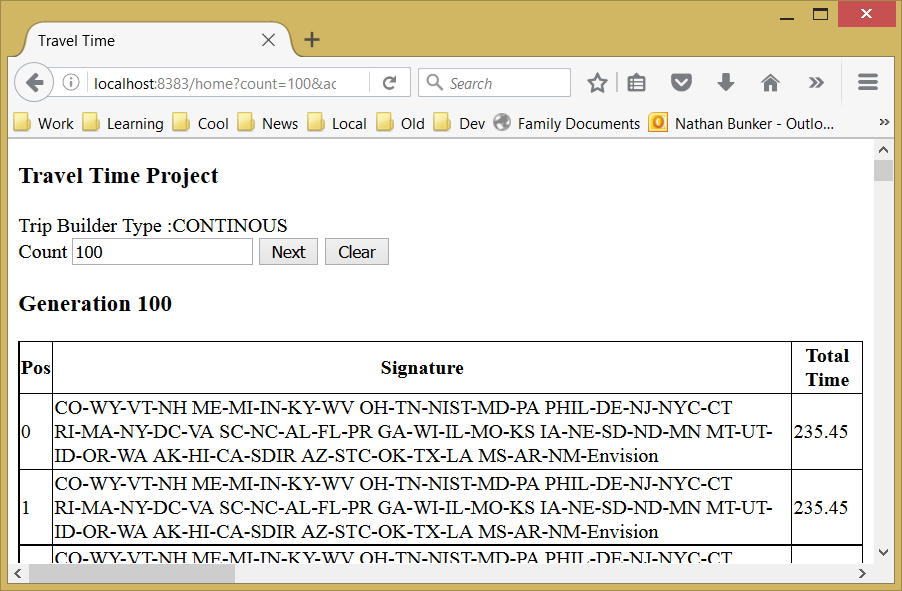 Travel Time
localhost:8383/home?count=100&ac
Search
Work Learning Cool News Local Old Dev Family Documents Nathan Bunker - Outlo... »
Travel Time Project
Trip Builder Type :CONTINOUS
Count 100 Next Clear
Generation 100
Pos Signature Total
Time
CO-WY-VT-NH ME-MI-IN-KY-WV OH-TN-NIST-MD-PA PHIL-DE-NJ-NYC-CT
0 RI-MA-NY-DC-VA SC-NC-AL-FL-PR GA-WI-IL-MO-KS IA-NE-SD-ND-MN MT-UT- 235.45
ID-OR-WA AK-HI-CA-SDIR AZ-STC-OK-TX-LA MS-AR-NM-Envision
CO-WY-VT-NH ME-MI-IN-KY-WV OH-TN-NIST-MD-PA PHIL-DE-NJ-NYC-CT
1 RI-MA-NY-DC-VA SC-NC-AL-FL-PR GA-WI-IL-MO-KS IA-NE-SD-ND-MN MT-UT- 235.45
ID-OR-WA AK-HI-CA-SDIR AZ-STC-OK-TX-LA MS-AR-NM-Envision
CO-WY-VT-NH ME-MI-IN-KY-WV OH-TN-NIST-MD-PA PHIL-DE-NJ-NYC-CT